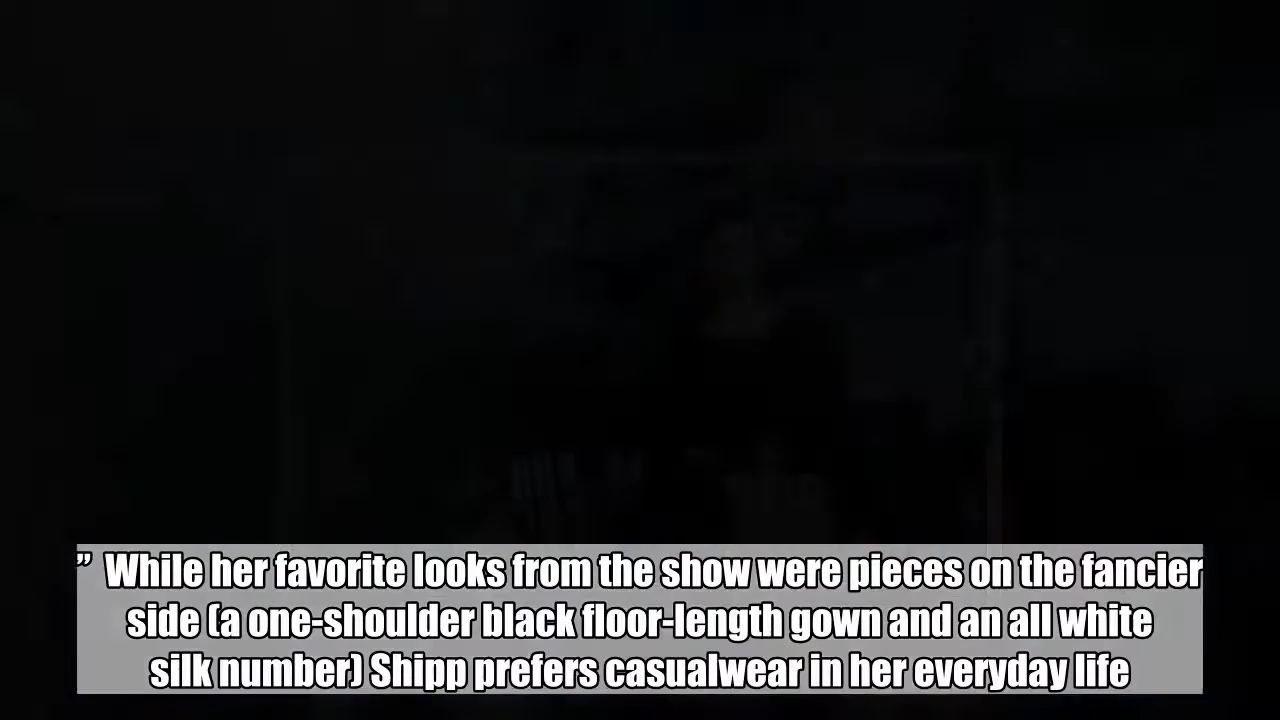 ” While her favorite looks from the show were pieces on the fancier
side (a one-shoulder black floor-length gown and an all white
silk number) Shipp prefers casualwear in her everyday life